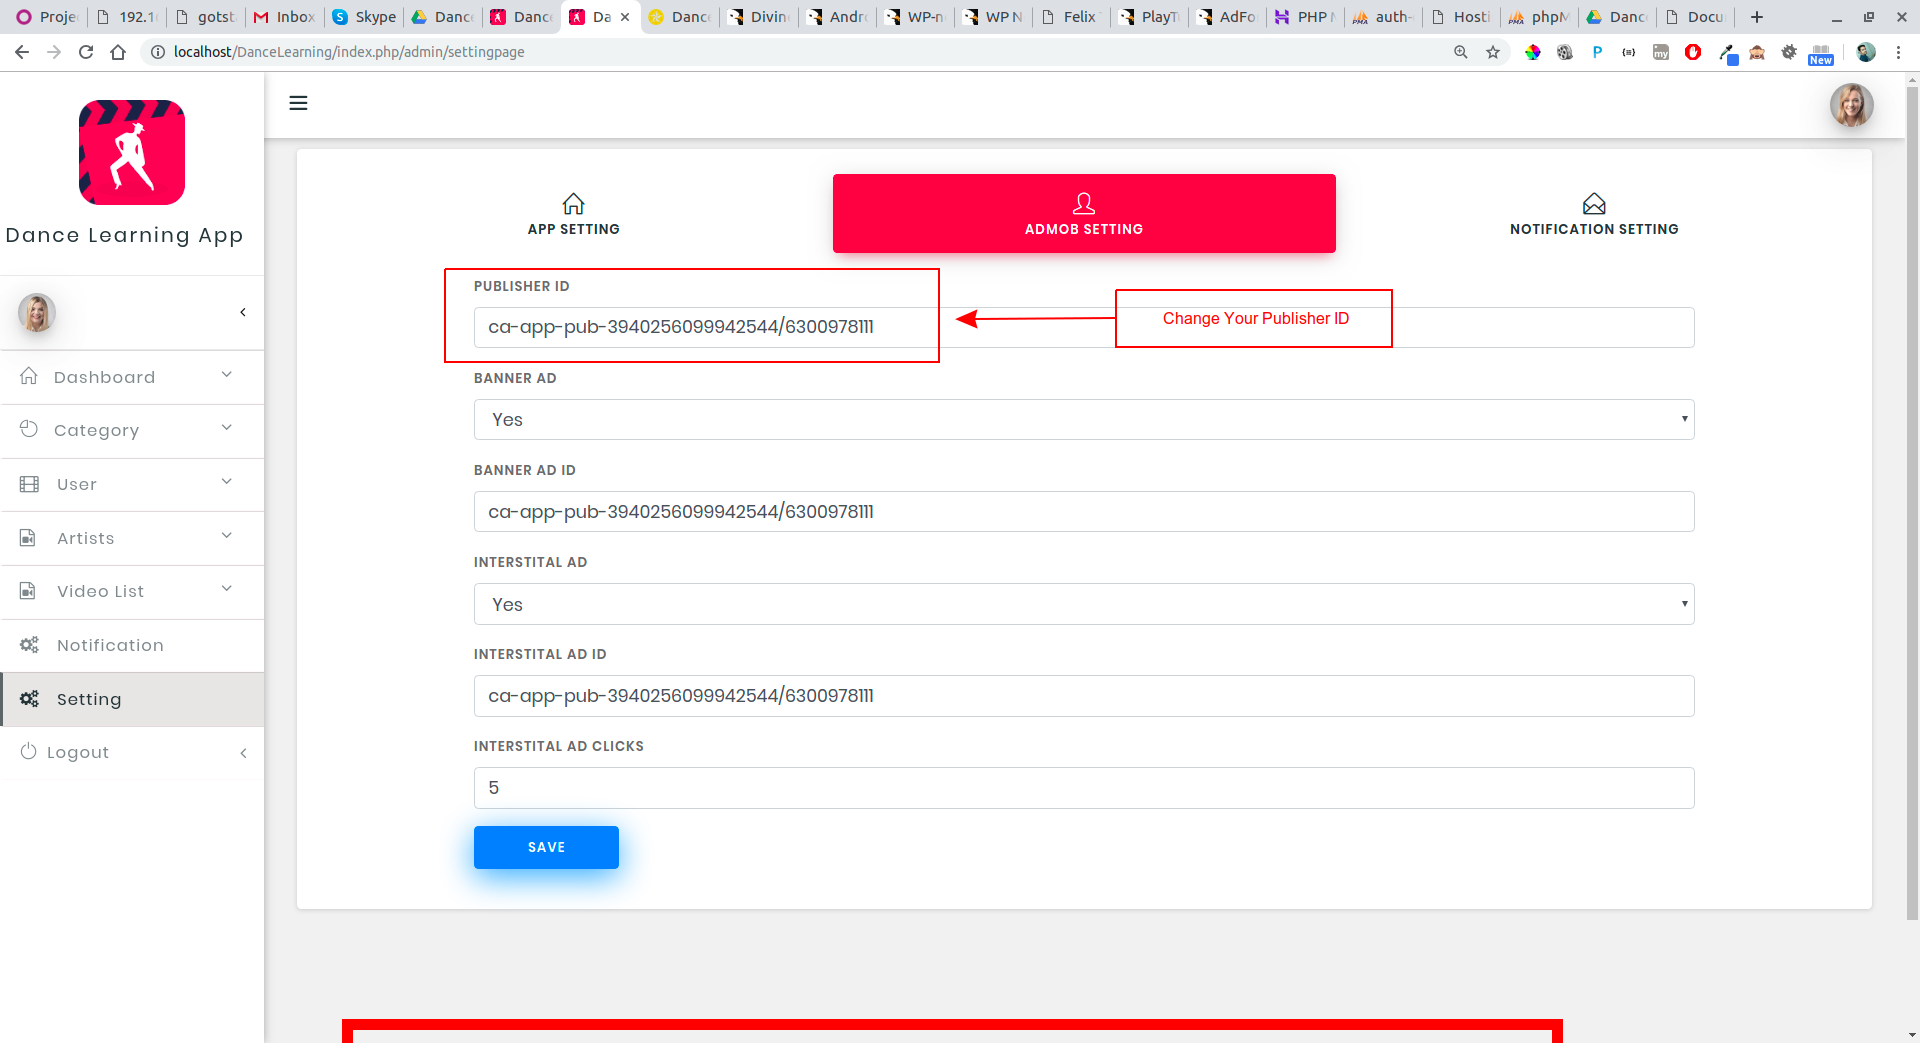 Proje 192.1 gotst Inbox Skype Danc Danc Da Danc Divin Andr WP-n WP N Felix PlayT AdFo PHP auth- Hosti phpM Danc Docu
localhost/DanceLearning/index.php/admin/settingpage
New
Dance Learning App
Dashboard
Category
User
Artists
Video List
Notification
Setting
Logout
APP SETTING
ADMOB SETTING
NOTIFICATION SETTING
PUBLISHER ID
ca-app-pub-3940256099942544/6300978111
Change Your Publisher ID
BANNER AD
Yes
BANNER AD ID
ca-app-pub-3940256099942544/6300978111
INTERSTITAL AD
Yes
INTERSTITAL AD ID
ca-app-pub-3940256099942544/6300978111
INTERSTITAL AD CLICKS
5
SAVE